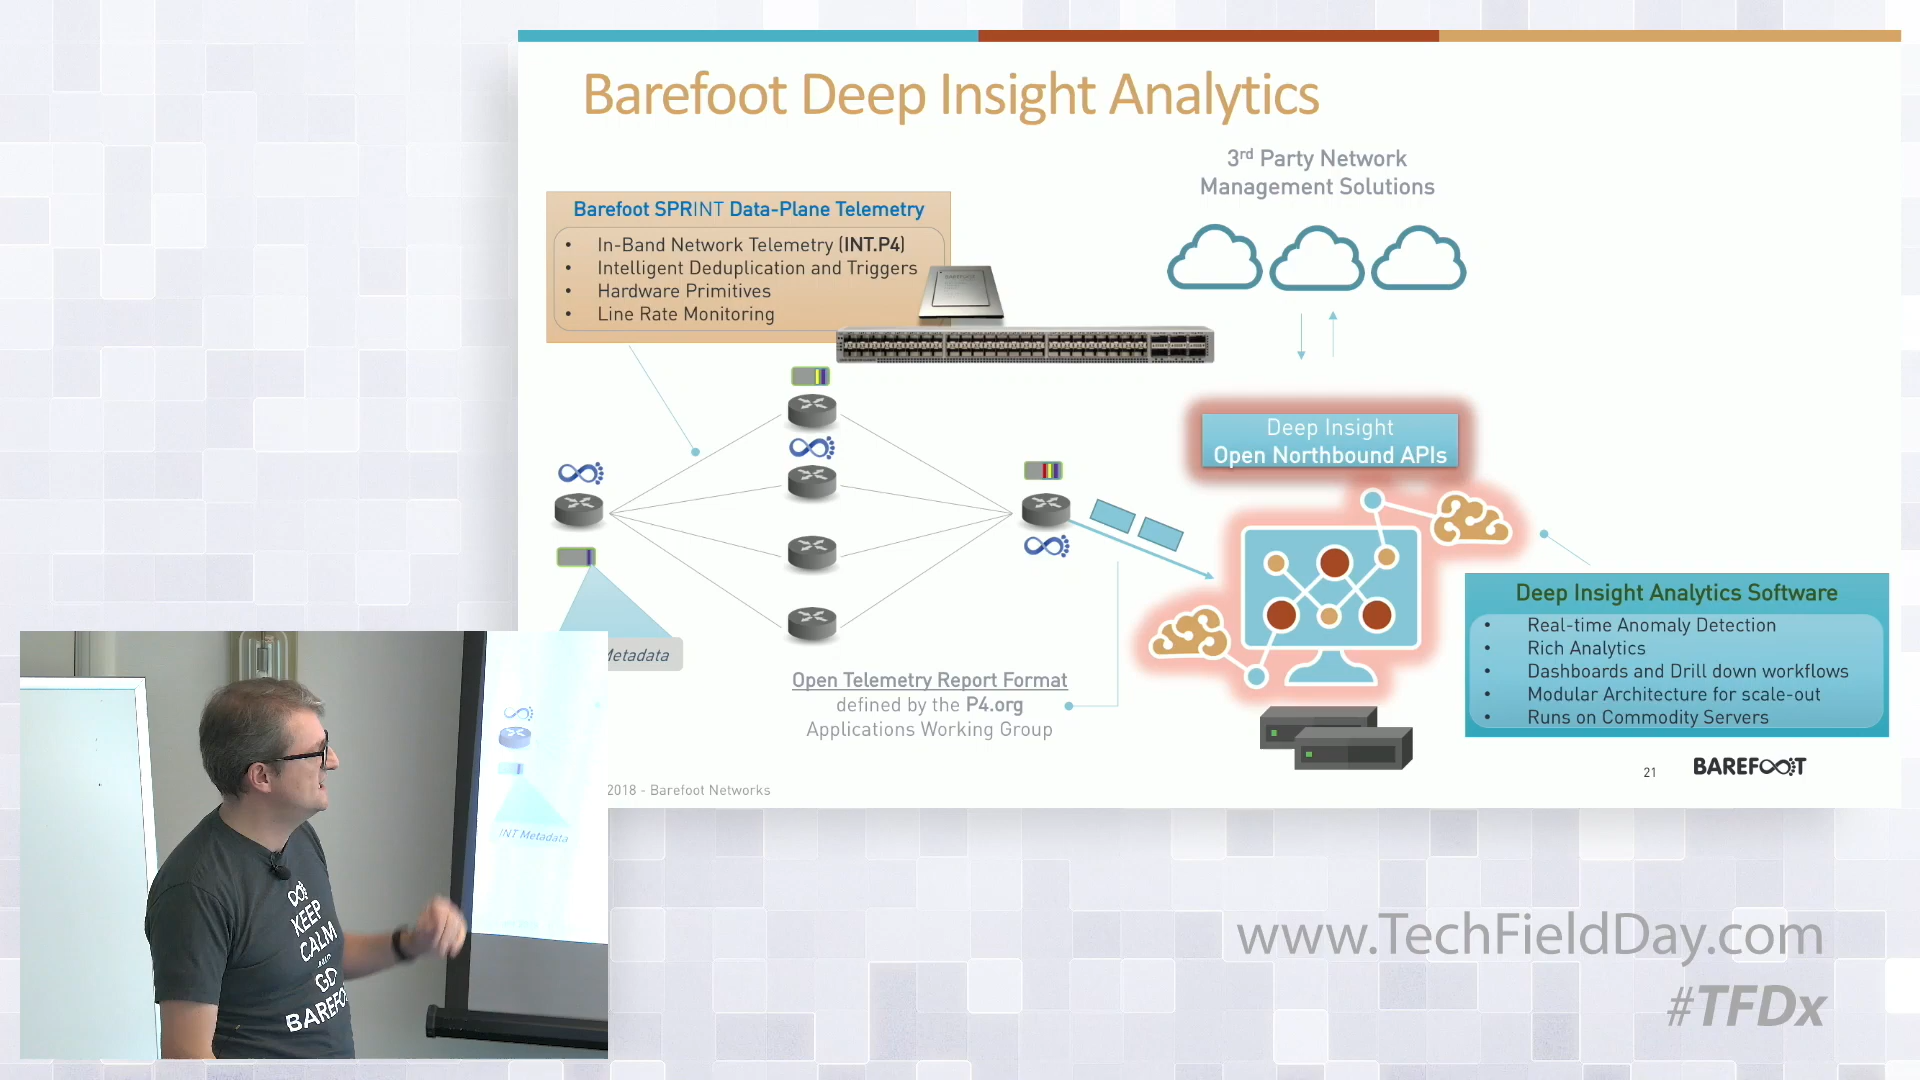 Barefoot Deep Insight Analytics
3rd Party Network
Management Solutions
Barefoot SPRINT Data-Plane Telemetry
• In-Band Network Telemetry (INT.P4)
• Intelligent Deduplication and Triggers
• Hardware Primitives
• Line Rate Monitoring
BAREFOOT
Deep Insight
Open Northbound APIs
Deep Insight Analytics Software
• Real-time Anomaly Detection
• Rich Analytics
• Dashboards and Drill down workflows
• Modular Architecture for scale-out
• Runs on Commodity Servers
Metadata
Open Telemetry Report Format
defined by the P4.org
Applications Working Group
2018 - Barefoot Networks
21
BAREFOOT
INT Metadata
KEEP
CALM
AND
GO
BAREFO
www.TechFieldDay.com
#TFDx